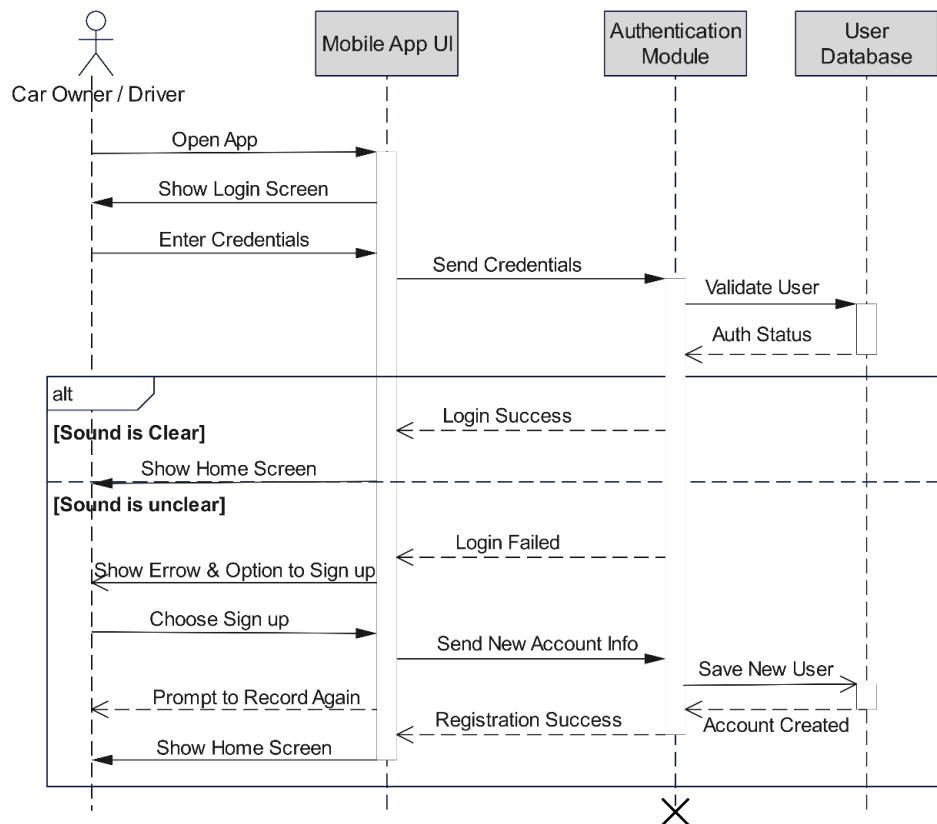 Car Owner / Driver
Mobile App UI
Authentication
Module
User
Database
Open App
Show Login Screen
Enter Credentials
Send Credentials
Validate User
Auth Status
alt
Login Success
[Sound is Clear]
Show Home Screen
[Sound is unclear]
Login Failed
Show Errow & Option to Sign up
Choose Sign up
Send New Account Info
Save New User
Prompt to Record Again
Account Created
Registration Success
Show Home Screen